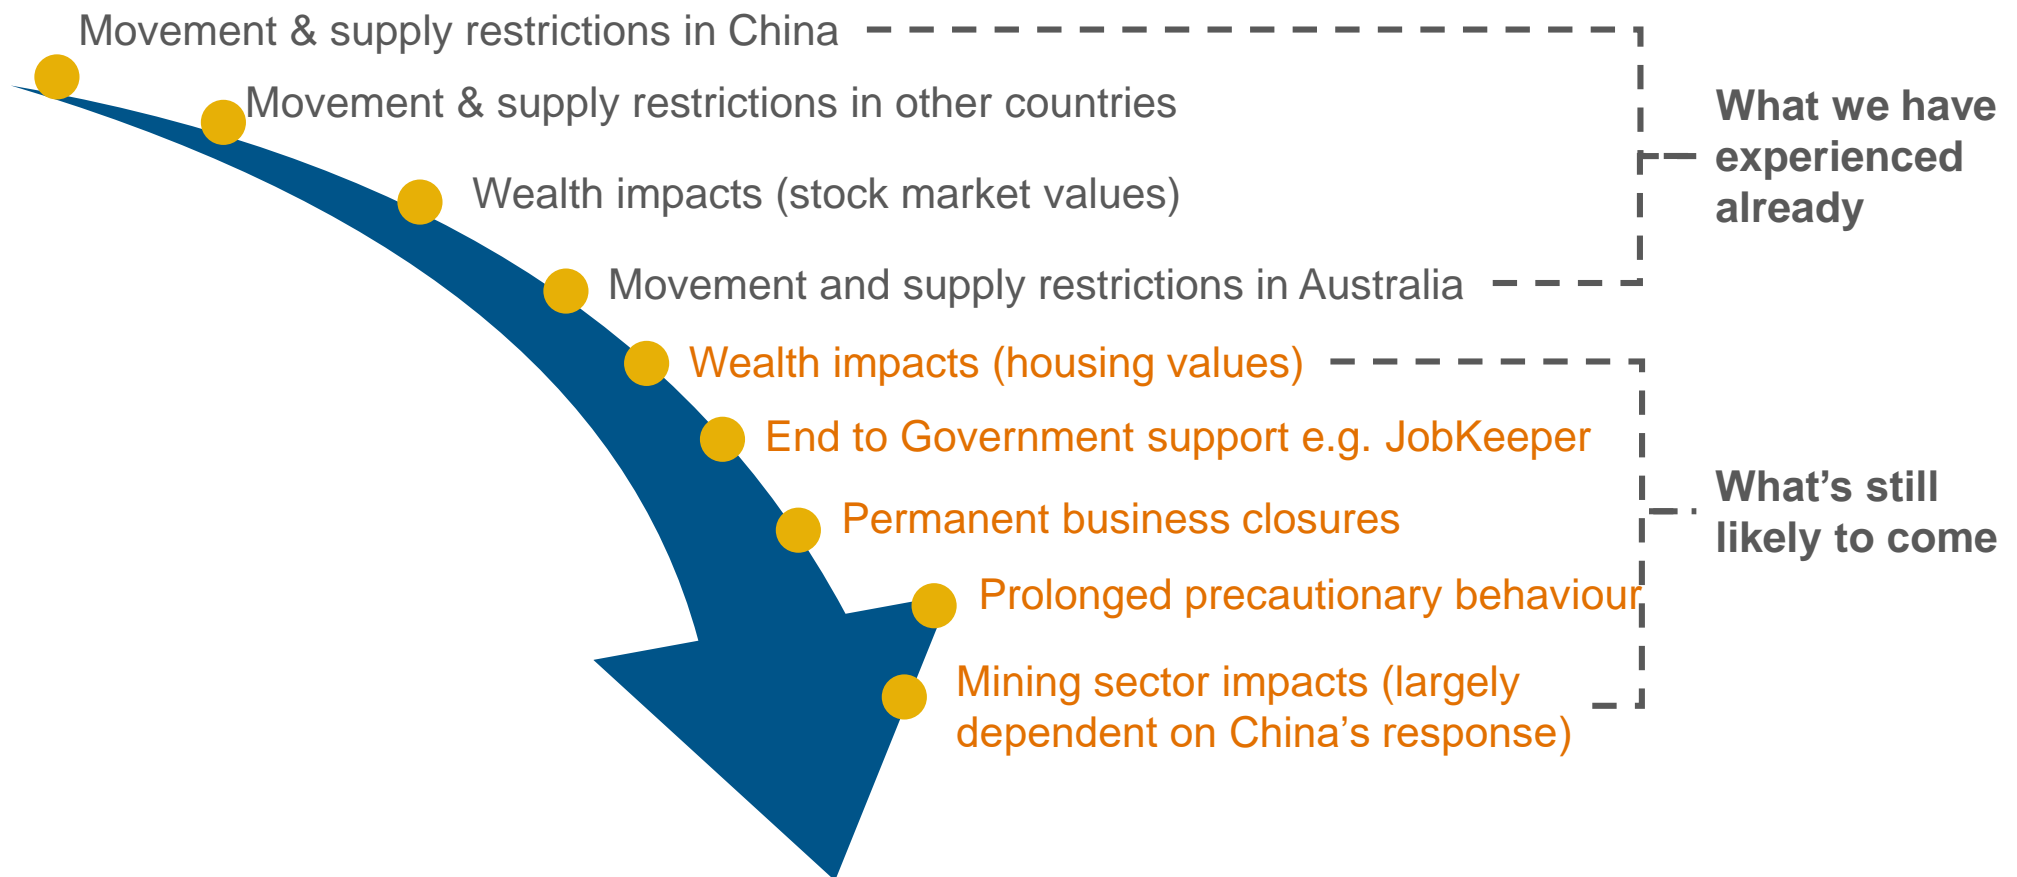 Movement & supply restrictions in China
Movement & supply restrictions in other countries
Wealth impacts (stock market values)
Movement and supply restrictions in Australia
What we have
experienced
already
Wealth impacts (housing values)
End to Government support e.g. JobKeeper
Permanent business closures
Prolonged precautionary behaviour
Mining sector impacts (largely
dependent on China’s response)
What’s still
likely to come